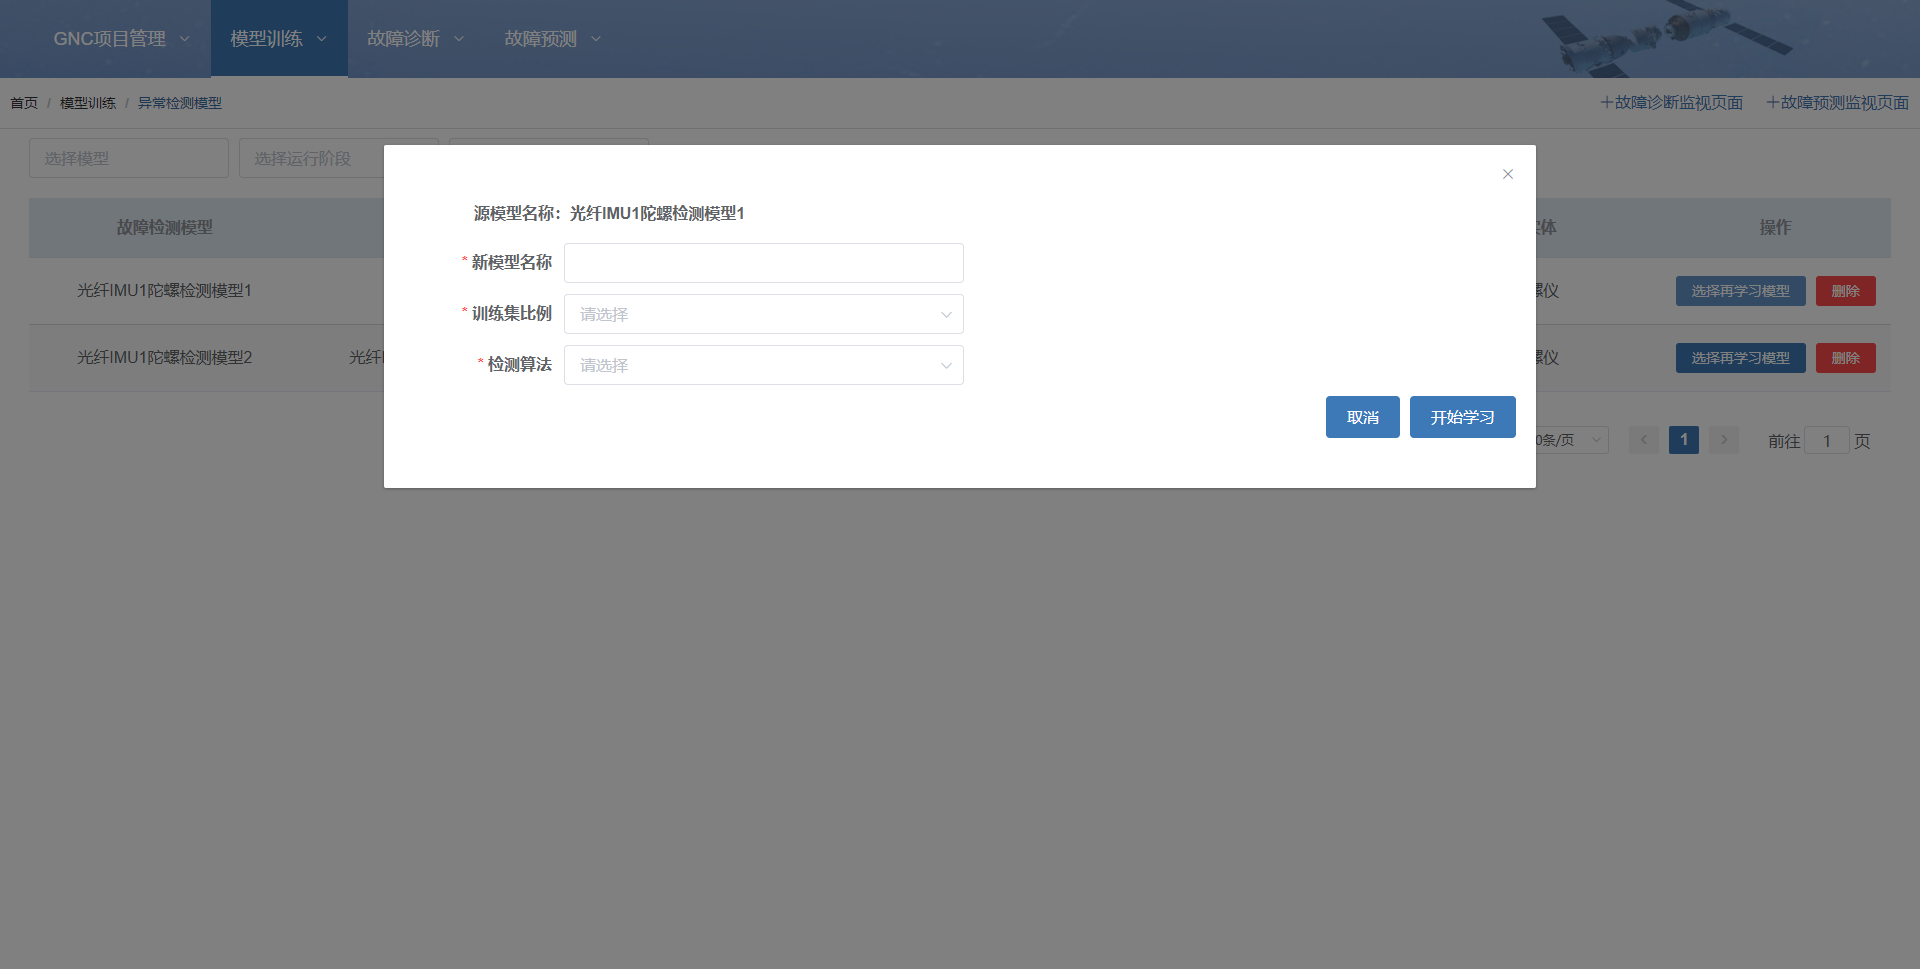 GNC项目管理 模型训练 故障诊断 故障预测
首页 / 模型训练 / 异常检测模型 +故障诊断监视页面 +故障预测监视页面
选择模型 选择运行阶段
源模型名称：光纤IMU1陀螺检测模型1
故障检测模型 体 操作
*新模型名称
光纤IMU1陀螺检测模型1 仪 选择再学习模型 删除
*训练集比例 请选择
光纤IMU1陀螺检测模型2 光纤I 仪 选择再学习模型 删除
*检测算法 请选择
取消 开始学习
0条/页 1 前往 1 页